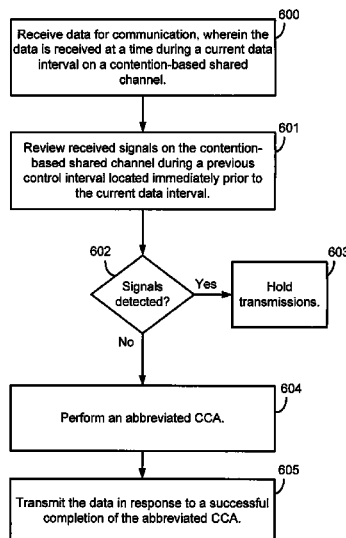 600
Receive data for communication, wherein the
data is received at a time during a current data
interval on a contention-based shared
channel.
601
Review received signals on the contention-
based shared channel during a previous
control interval located immediately prior to
the current data interval.
602
Signals
detected?
Yes
603
Hold
transmissions.
No
604
Perform an abbreviated CCA.
605
Transmit the data in response to a successful
completion of the abbreviated CCA.